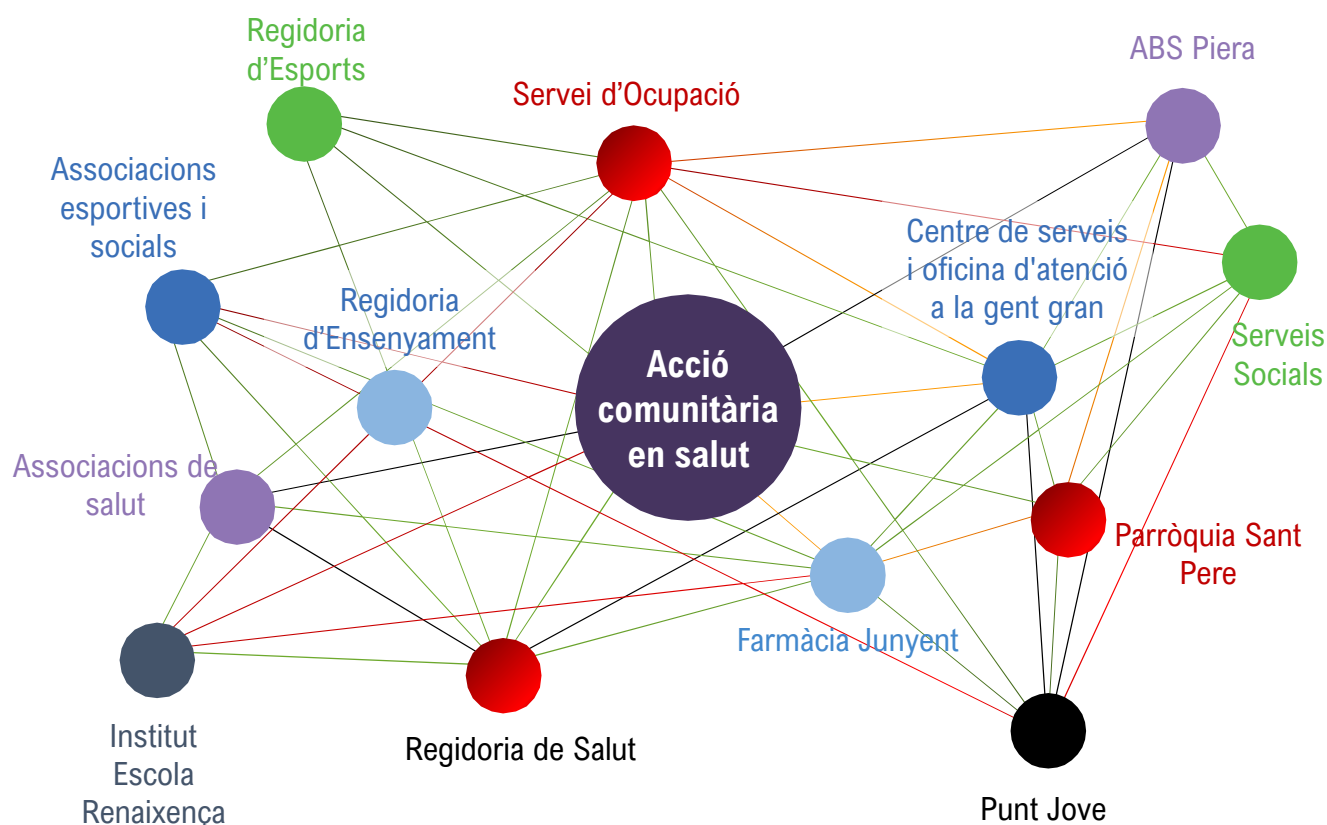 Regidoria
d'Esports
Servei d'Ocupació
ABS Piera
Associacions
esportives i
socials
Centre de serveis
i oficina d'atenció
a la gent gran
Regidoria
d'Ensenyament
Serveis
Socials
Acció
comunitària
en salut
Associacions de
salut
Parròquia Sant
Pere
Farmàcia Junyent
Institut
Escola
Renaixença
Regidoria de Salut
Punt Jove